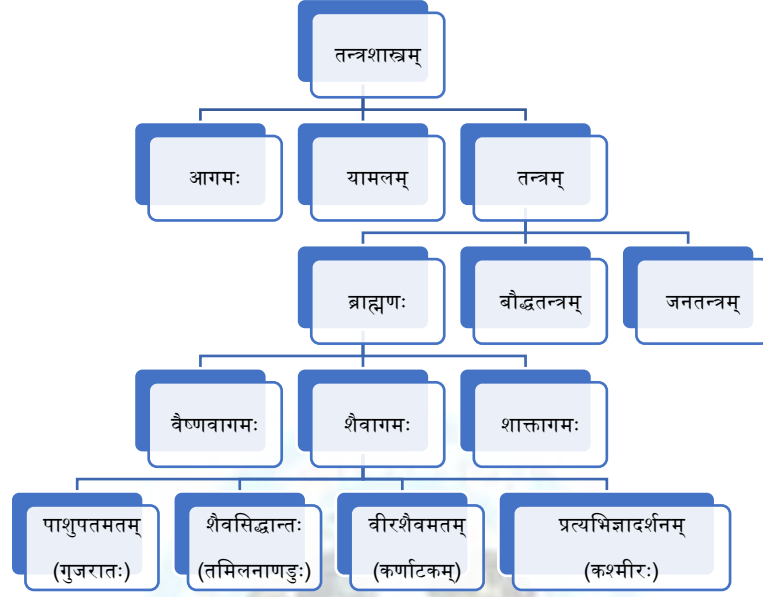 तन्त्रशास्त्रम्
आगमः
यामलम्
तन्त्रम्
ब्राह्मणः
बौद्धतन्त्रम्
जनतन्त्रम्
वैष्णवागमः
शैवागमः
शाक्तागमः
पाशुपतमतम्
(गुजरातः)
शैवसिद्धान्तः
(तमिलनाण्डुः)
वीरशैवमतम्
(कर्णाटकम्)
प्रत्यभिज्ञादर्शनम्
(कश्मीरः)